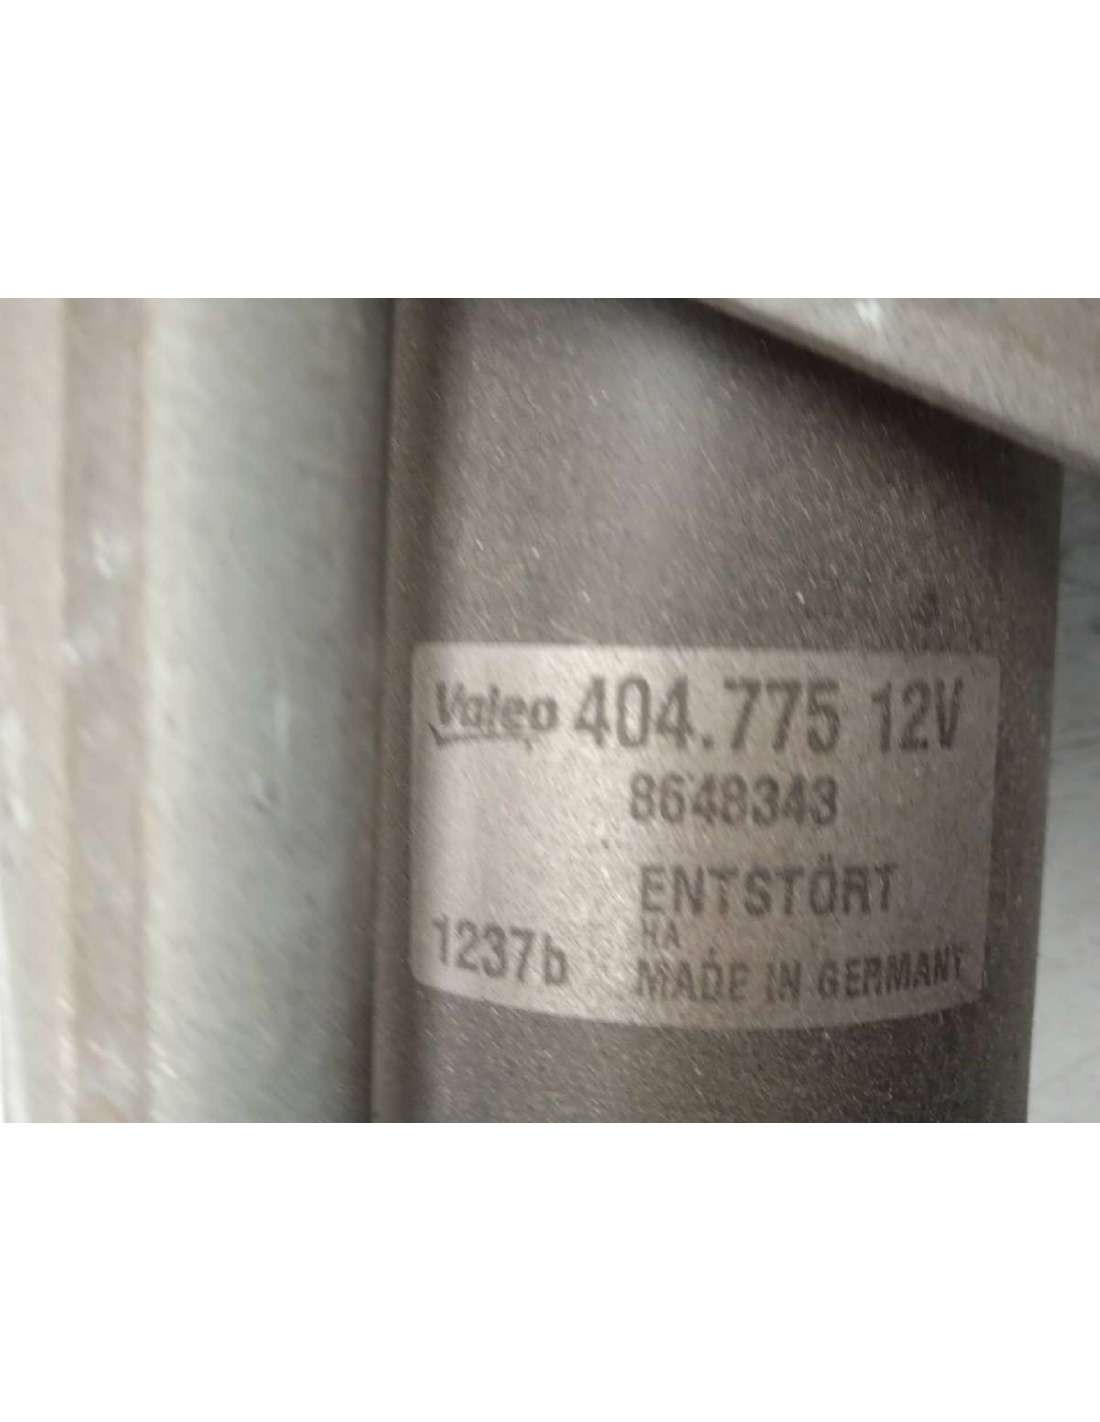 Valeo 404.775 12V
8648343
ENTSTÖRT
HA
1237b MADE IN GERMANY